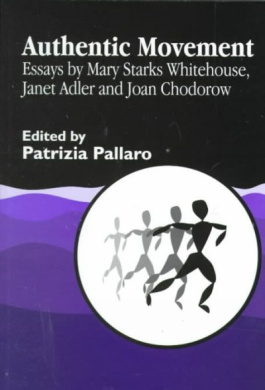 Authentic Movement
Essays by Mary Starks Whitehouse,
Janet Adler and Joan Chodorow
Edited by
Patrizia Pallaro